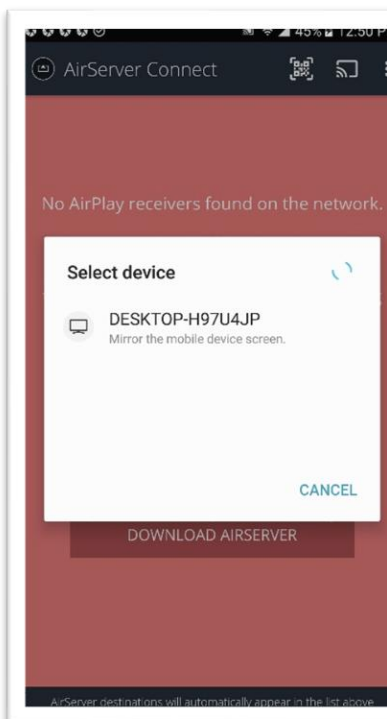 45% 12:50 P
AirServer Connect
No AirPlay receivers found on the network.
Select device
DESKTOP-H97U4JP
Mirror the mobile device screen.
CANCEL
DOWNLOAD AIRSERVER
AirServer destinations will automatically appear in the list above